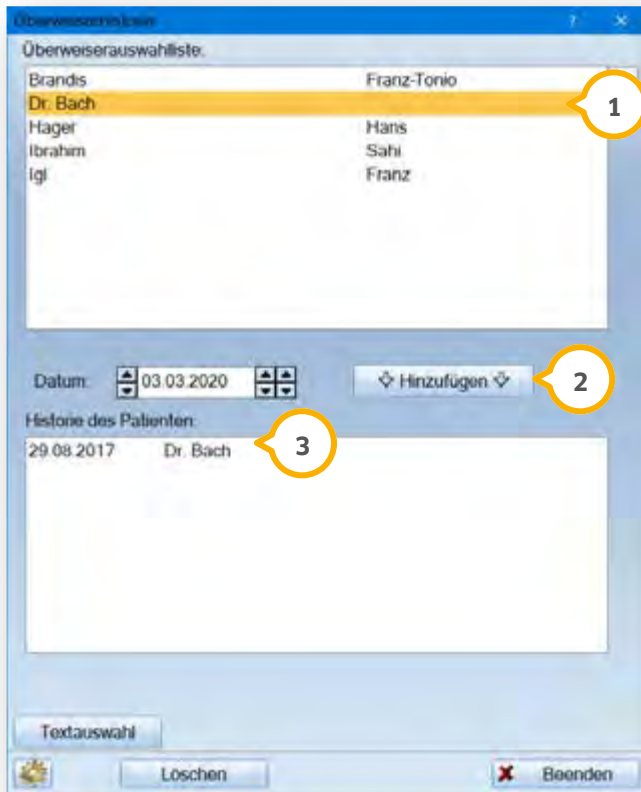 Überweiserhistorie ? ×
Überweiserauswahlliste:
Brandis Franz-Tonio
Dr. Bach
1
Hager Hans
Ibrahim Sahi
Igl Franz
Datum: 03.03.2020 Hinzufügen
2
Historie des Patienten:
29.08.2017 Dr. Bach
3
Textauswahl
Löschen Beenden